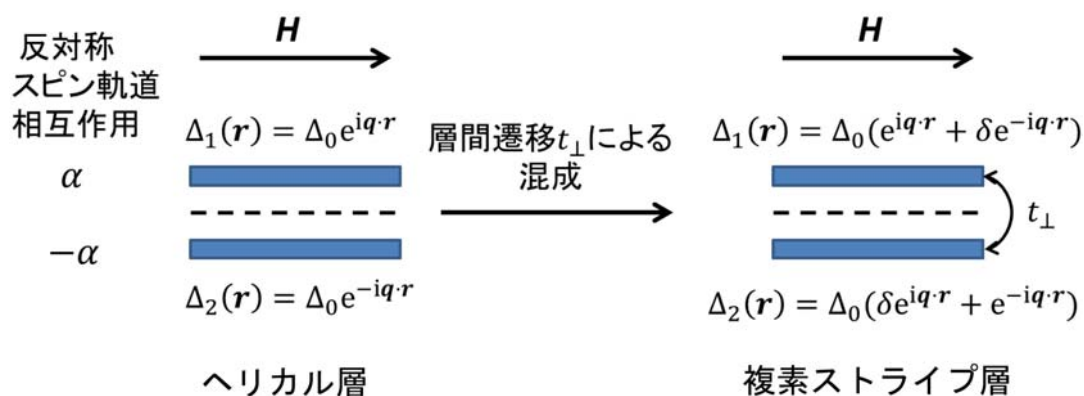 H
H
反対称
スピン軌道
相互作用
Δ₁(r) = Δ₀e^{iq·r}
層間遷移t⊥による
混成
Δ₁(r) = Δ₀(e^{iq·r} + δe^{−iq·r})
α
−α
t⊥
Δ₂(r) = Δ₀e^{−iq·r}
Δ₂(r) = Δ₀(δe^{iq·r} + e^{−iq·r})
ヘリカル層
複素ストライプ層